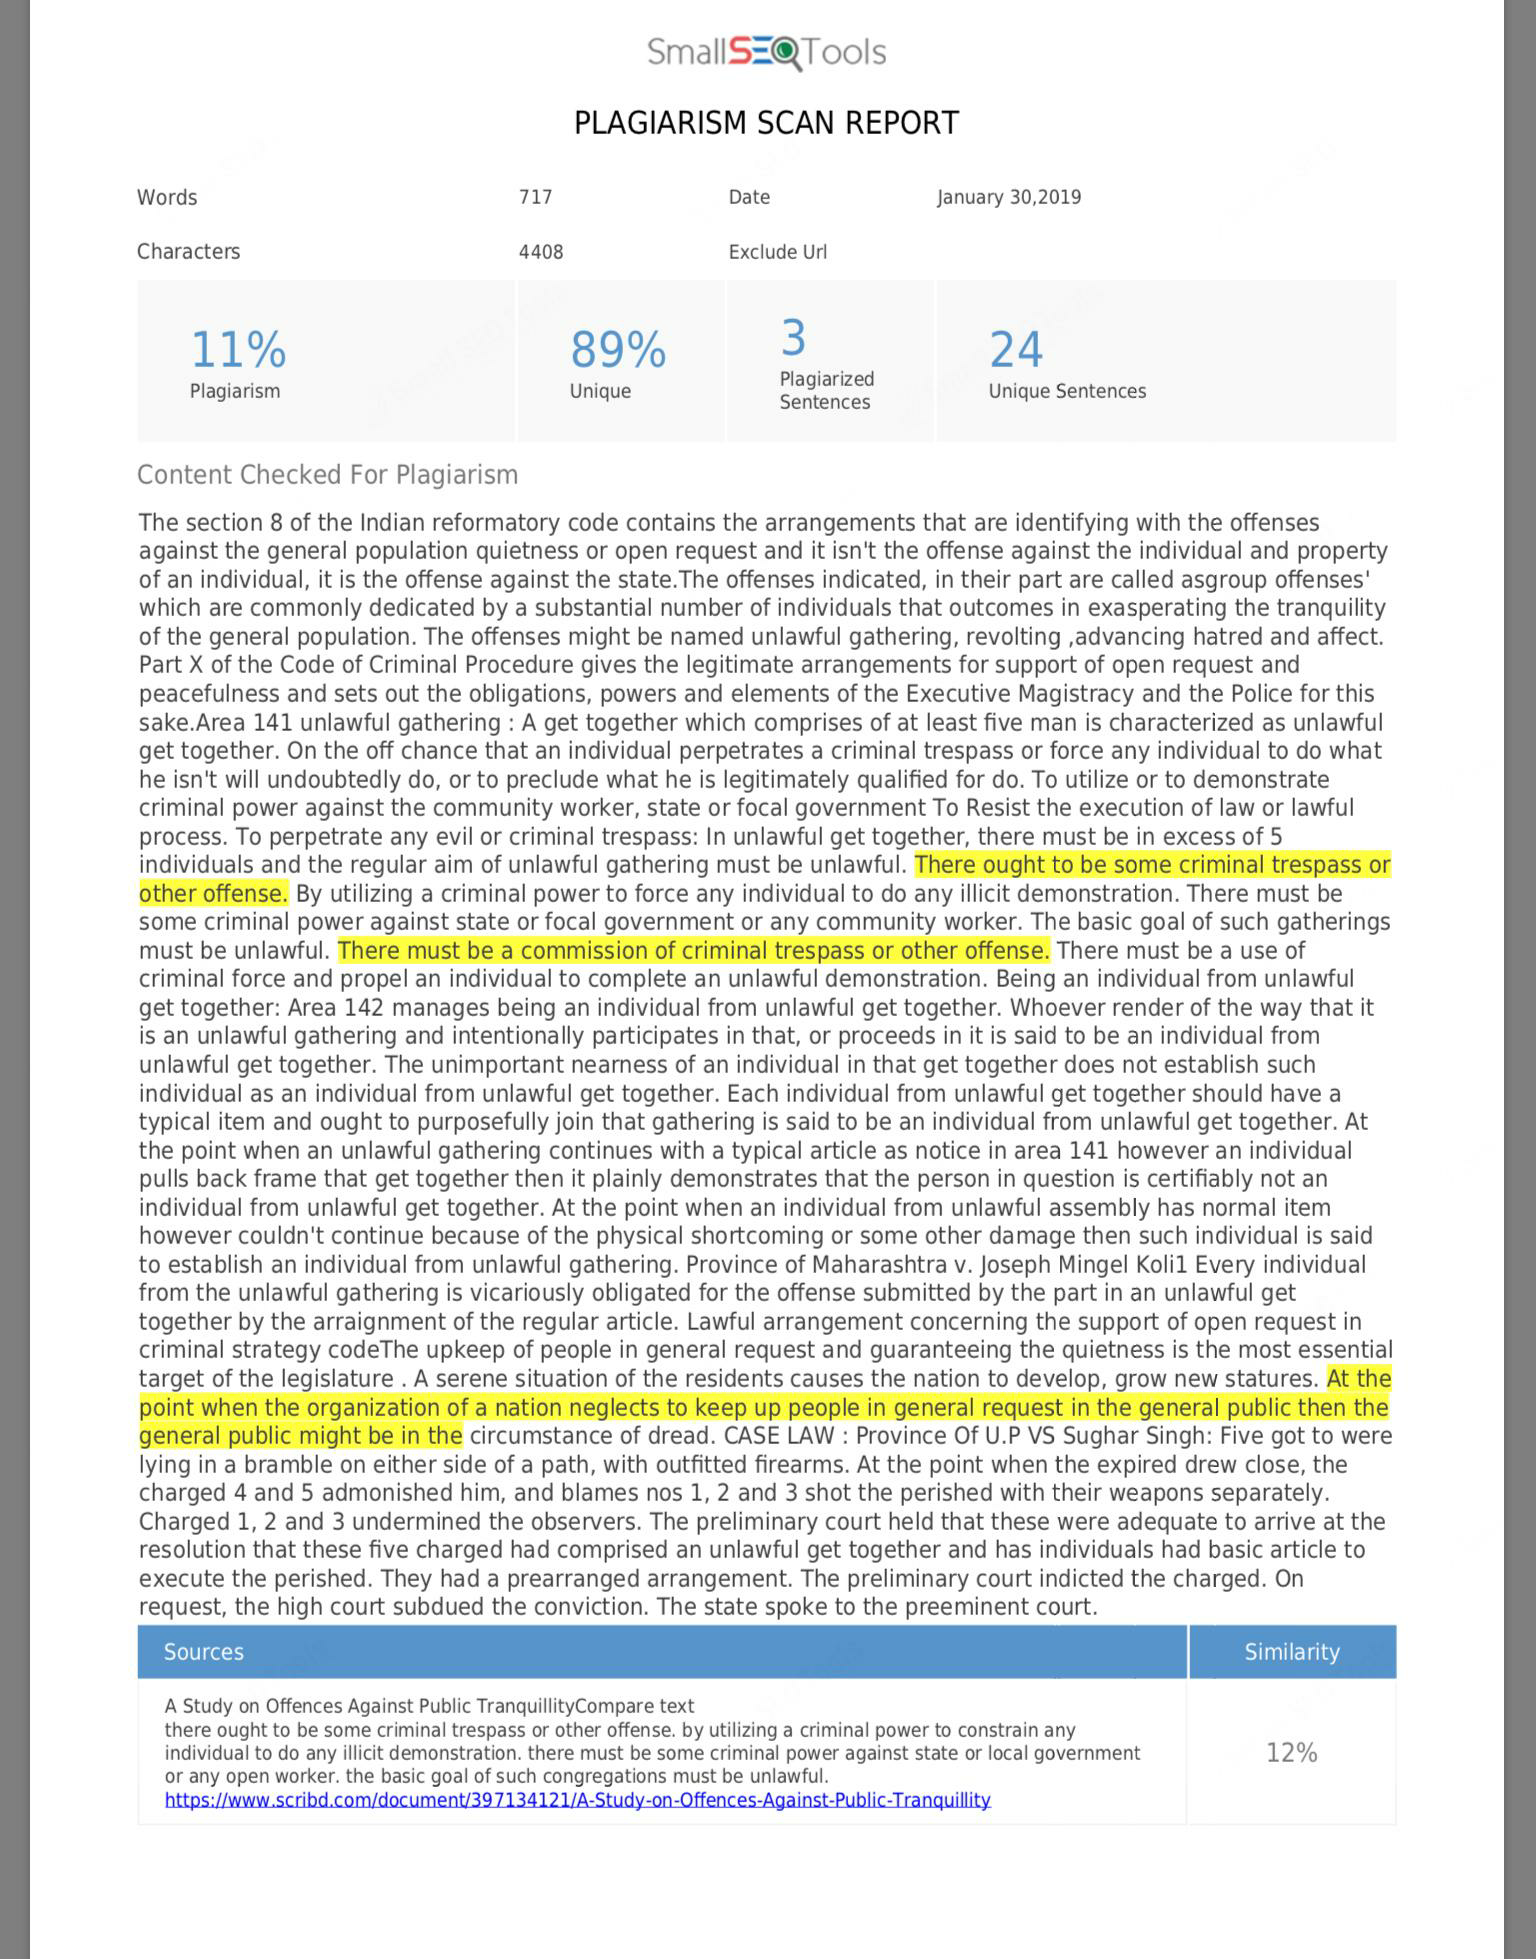 SmallSEOTools
PLAGIARISM SCAN REPORT
Words 717 Date January 30,2019
Characters 4408 Exclude Url
11% 89% 3 24
Plagiarism Unique Plagiarized Sentences Unique Sentences
Content Checked For Plagiarism
The section 8 of the Indian reformatory code contains the arrangements that are identifying with the offenses
against the general population quietness or open request and it isn't the offense against the individual and property
of an individual, it is the offense against the state.The offenses indicated, in their part are called asgroup offenses'
which are commonly dedicated by a substantial number of individuals that outcomes in exasperating the tranquility
of the general population. The offenses might be named unlawful gathering, revolting ,advancing hatred and affect.
Part X of the Code of Criminal Procedure gives the legitimate arrangements for support of open request and
peacefulness and sets out the obligations, powers and elements of the Executive Magistracy and the Police for this
sake.Area 141 unlawful gathering : A get together which comprises of at least five man is characterized as unlawful
get together. On the off chance that an individual perpetrates a criminal trespass or force any individual to do what
he isn't will undoubtedly do, or to preclude what he is legitimately qualified for do. To utilize or to demonstrate
criminal power against the community worker, state or focal government To Resist the execution of law or lawful
process. To perpetrate any evil or criminal trespass: In unlawful get together, there must be in excess of 5
individuals and the regular aim of unlawful gathering must be unlawful. There ought to be some criminal trespass or
other offense. By utilizing a criminal power to force any individual to do any illicit demonstration. There must be
some criminal power against state or focal government or any community worker. The basic goal of such gatherings
must be unlawful. There must be a commission of criminal trespass or other offense. There must be a use of
criminal force and propel an individual to complete an unlawful demonstration. Being an individual from unlawful
get together: Area 142 manages being an individual from unlawful get together. Whoever render of the way that it
is an unlawful gathering and intentionally participates in that, or proceeds in it is said to be an individual from
unlawful get together. The unimportant nearness of an individual in that get together does not establish such
individual as an individual from unlawful get together. Each individual from unlawful get together should have a
typical item and ought to purposefully join that gathering is said to be an individual from unlawful get together. At
the point when an unlawful gathering continues with a typical article as notice in area 141 however an individual
pulls back frame that get together then it plainly demonstrates that the person in question is certifiably not an
individual from unlawful get together. At the point when an individual from unlawful assembly has normal item
however couldn't continue because of the physical shortcoming or some other damage then such individual is said
to establish an individual from unlawful gathering. Province of Maharashtra v. Joseph Mingel Koli1 Every individual
from the unlawful gathering is vicariously obligated for the offense submitted by the part in an unlawful get
together by the arraignment of the regular article. Lawful arrangement concerning the support of open request in
criminal strategy codeThe upkeep of people in general request and guaranteeing the quietness is the most essential
target of the legislature . A serene situation of the residents causes the nation to develop, grow new statures. At the
point when the organization of a nation neglects to keep up people in general request in the general public then the
general public might be in the circumstance of dread. CASE LAW : Province Of U.P VS Sughar Singh: Five got to were
lying in a bramble on either side of a path, with outfitted firearms. At the point when the expired drew close, the
charged 4 and 5 admonished him, and blames nos 1, 2 and 3 shot the perished with their weapons separately.
Charged 1, 2 and 3 undermined the observers. The preliminary court held that these were adequate to arrive at the
resolution that these five charged had comprised an unlawful get together and has individuals had basic article to
execute the perished. They had a prearranged arrangement. The preliminary court indicted the charged. On
request, the high court subdued the conviction. The state spoke to the preeminent court.
Sources Similarity
A Study on Offences Against Public TranquillityCompare text
there ought to be some criminal trespass or other offense. by utilizing a criminal power to constrain any
individual to do any illicit demonstration. there must be some criminal power against state or local government
or any open worker. the basic goal of such congregations must be unlawful.
https://www.scribd.com/document/397134121/A-Study-on-Offences-Against-Public-Tranquillity
12%